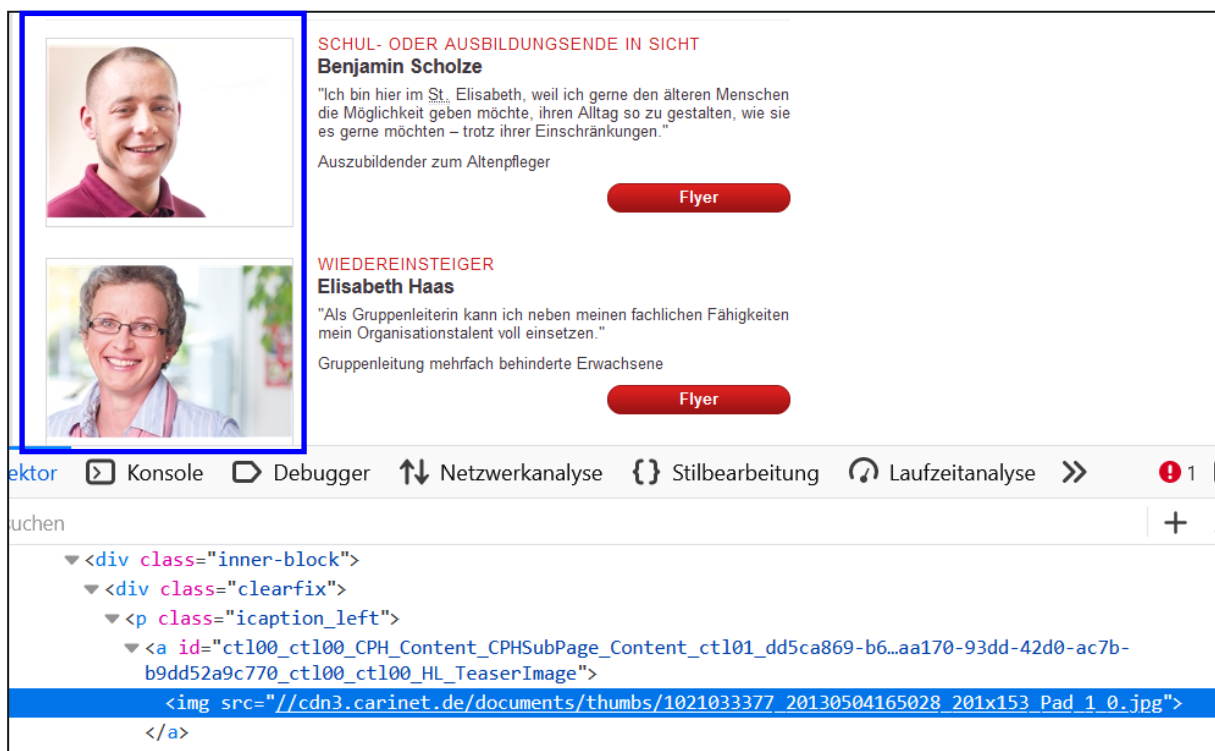 SCHUL- ODER AUSBILDUNGSENDE IN SICHT
Benjamin Scholze
"Ich bin hier im St. Elisabeth, weil ich gerne den älteren Menschen
die Möglichkeit geben möchte, ihren Alltag so zu gestalten, wie sie
es gerne möchten – trotz ihrer Einschränkungen."
Auszubildender zum Altenpfleger
Flyer
WIEDEREINSTEIGER
Elisabeth Haas
"Als Gruppenleiterin kann ich neben meinen fachlichen Fähigkeiten
mein Organisationstalent voll einsetzen."
Gruppenleitung mehrfach behinderte Erwachsene
Flyer
ektor Konsole Debugger Netzwerkanalyse {} Stilbearbeitung Laufzeitanalyse 1
suchen +
<div class="inner-block">
<div class="clearfix">
<p class="icaption_left">
<a id="ctl00_ctl00_CPH_Content_CPHSubPage_Content_ctl01_dd5ca869-b6…aa170-93dd-42d0-ac7b-
b9dd52a9c770_ctl00_ctl00_HL_TeaserImage">
<img src="//cdn3.carinet.de/documents/thumbs/1021033377_20130504165028_201x153_Pad_1_0.jpg">
</a>